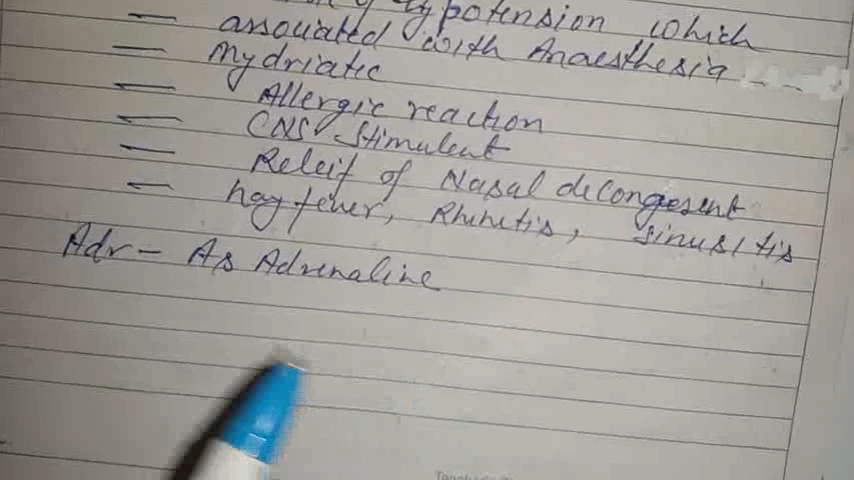 Hypotension which
associated with Anaesthesia
Mydriatic
Allergic reaction
CNS Stimulent
Releif of Nasal decongesent
hay fever, Rhinitis, sinusitis
Adr - As Adrenaline